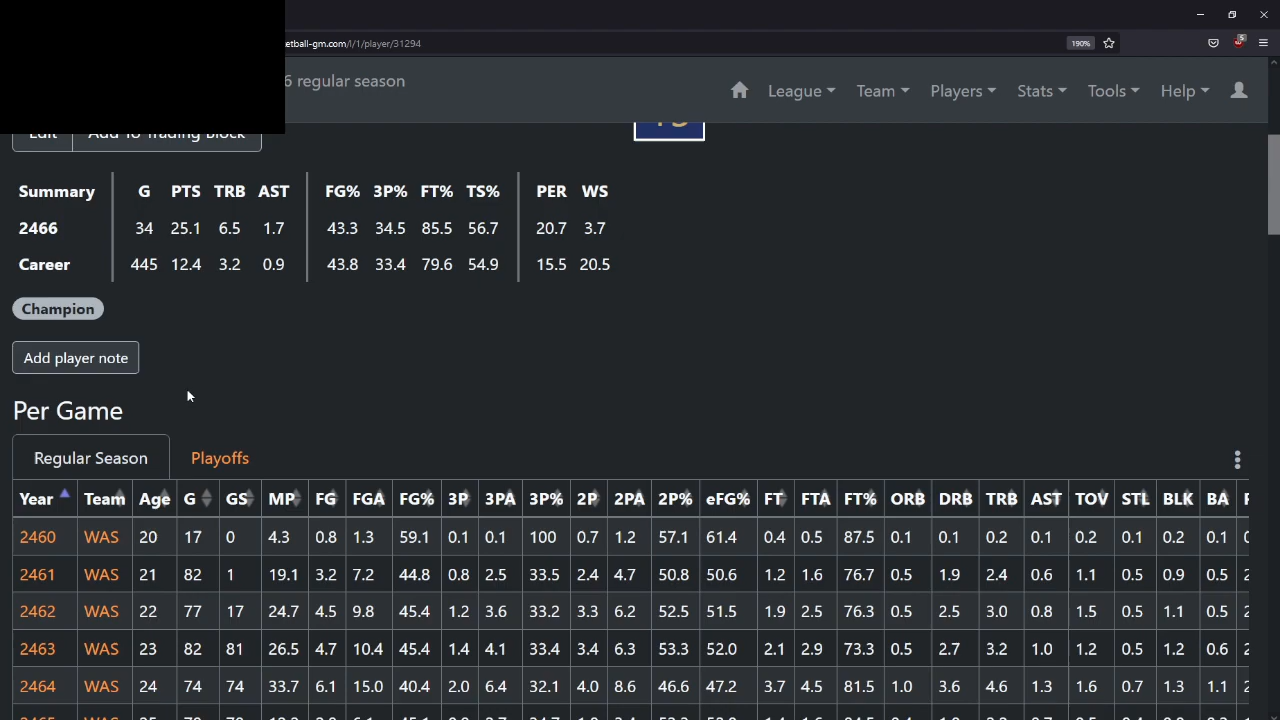 etball-gm.com/l/1/player/31294
190%
5
6 regular season
League Team Players Stats Tools Help
Edit Add To Trading Block
Summary G PTS TRB AST FG% 3P% FT% TS% PER WS
2466 34 25.1 6.5 1.7 43.3 34.5 85.5 56.7 20.7 3.7
Career 445 12.4 3.2 0.9 43.8 33.4 79.6 54.9 15.5 20.5
Champion
Add player note
Per Game
Regular Season Playoffs
Year Team Age G GS MP FG FGA FG% 3P 3PA 3P% 2P 2PA 2P% eFG% FT FTA FT% ORB DRB TRB AST TOV STL BLK BA
2460 WAS 20 17 0 4.3 0.8 1.3 59.1 0.1 0.1 100 0.7 1.2 57.1 61.4 0.4 0.5 87.5 0.1 0.1 0.2 0.1 0.2 0.1 0.2 0.1
2461 WAS 21 82 1 19.1 3.2 7.2 44.8 0.8 2.5 33.5 2.4 4.7 50.8 50.6 1.2 1.6 76.7 0.5 1.9 2.4 0.6 1.1 0.5 0.9 0.5
2462 WAS 22 77 17 24.7 4.5 9.8 45.4 1.2 3.6 33.2 3.3 6.2 52.5 51.5 1.9 2.5 76.3 0.5 2.5 3.0 0.8 1.5 0.5 1.1 0.5
2463 WAS 23 82 81 26.5 4.7 10.4 45.4 1.4 4.1 33.4 3.4 6.3 53.3 52.0 2.1 2.9 73.3 0.5 2.7 3.2 1.0 1.2 0.5 1.2 0.6
2464 WAS 24 74 74 33.7 6.1 15.0 40.4 2.0 6.4 32.1 4.0 8.6 46.6 47.2 3.7 4.5 81.5 1.0 3.6 4.6 1.3 1.6 0.7 1.3 1.1